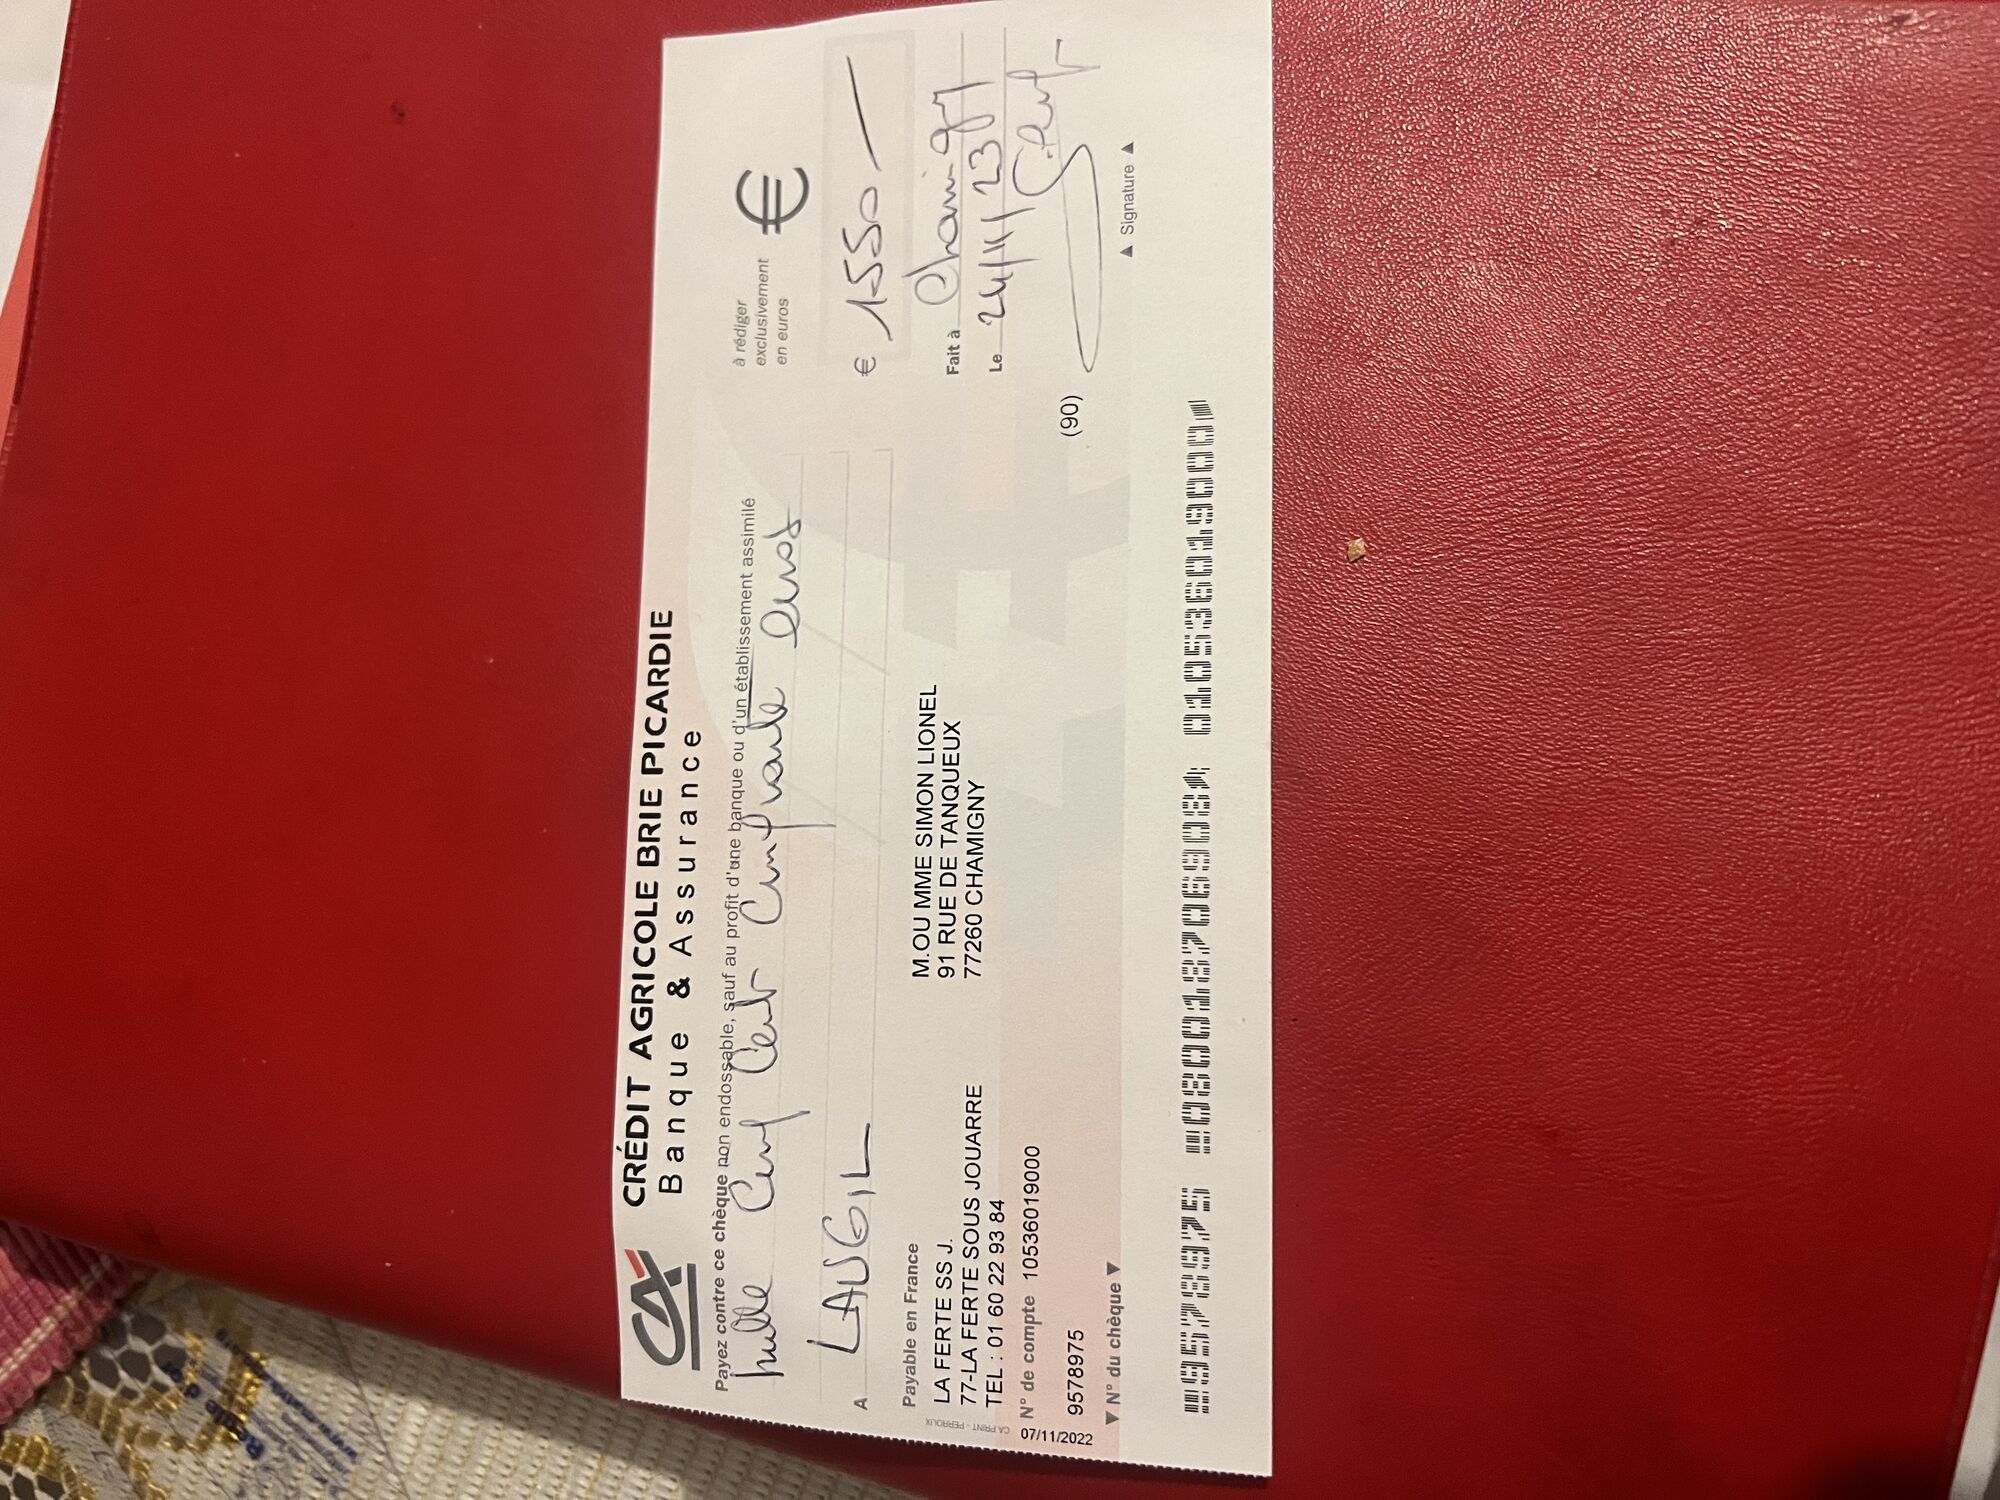 CA CRÉDIT AGRICOLE BRIE PICARDIE
Banque & Assurance
à rédiger
exclusivement
en euros
€
Payez contre ce chèque non endossable, sauf au profit d'une banque ou d'un établissement assimilé
mille Cinq Cent Cinquante euros
€ 1550 —
A LAUGIL
Payable en France
LA FERTE SS J.
77-LA FERTE SOUS JOUARRE
TEL : 01 60 22 93 84
M.OU MME SIMON LIONEL
91 RUE DE TANQUEUX
77260 CHAMIGNY
Fait à Chamigny
Le 24/11/23
N° de compte 10536019000
CA PRINT - PERROUX
07/11/2022
9578975
(90)
▼ N° du chèque ▼
▲ Signature ▲
9578975 080018706908 010536019000